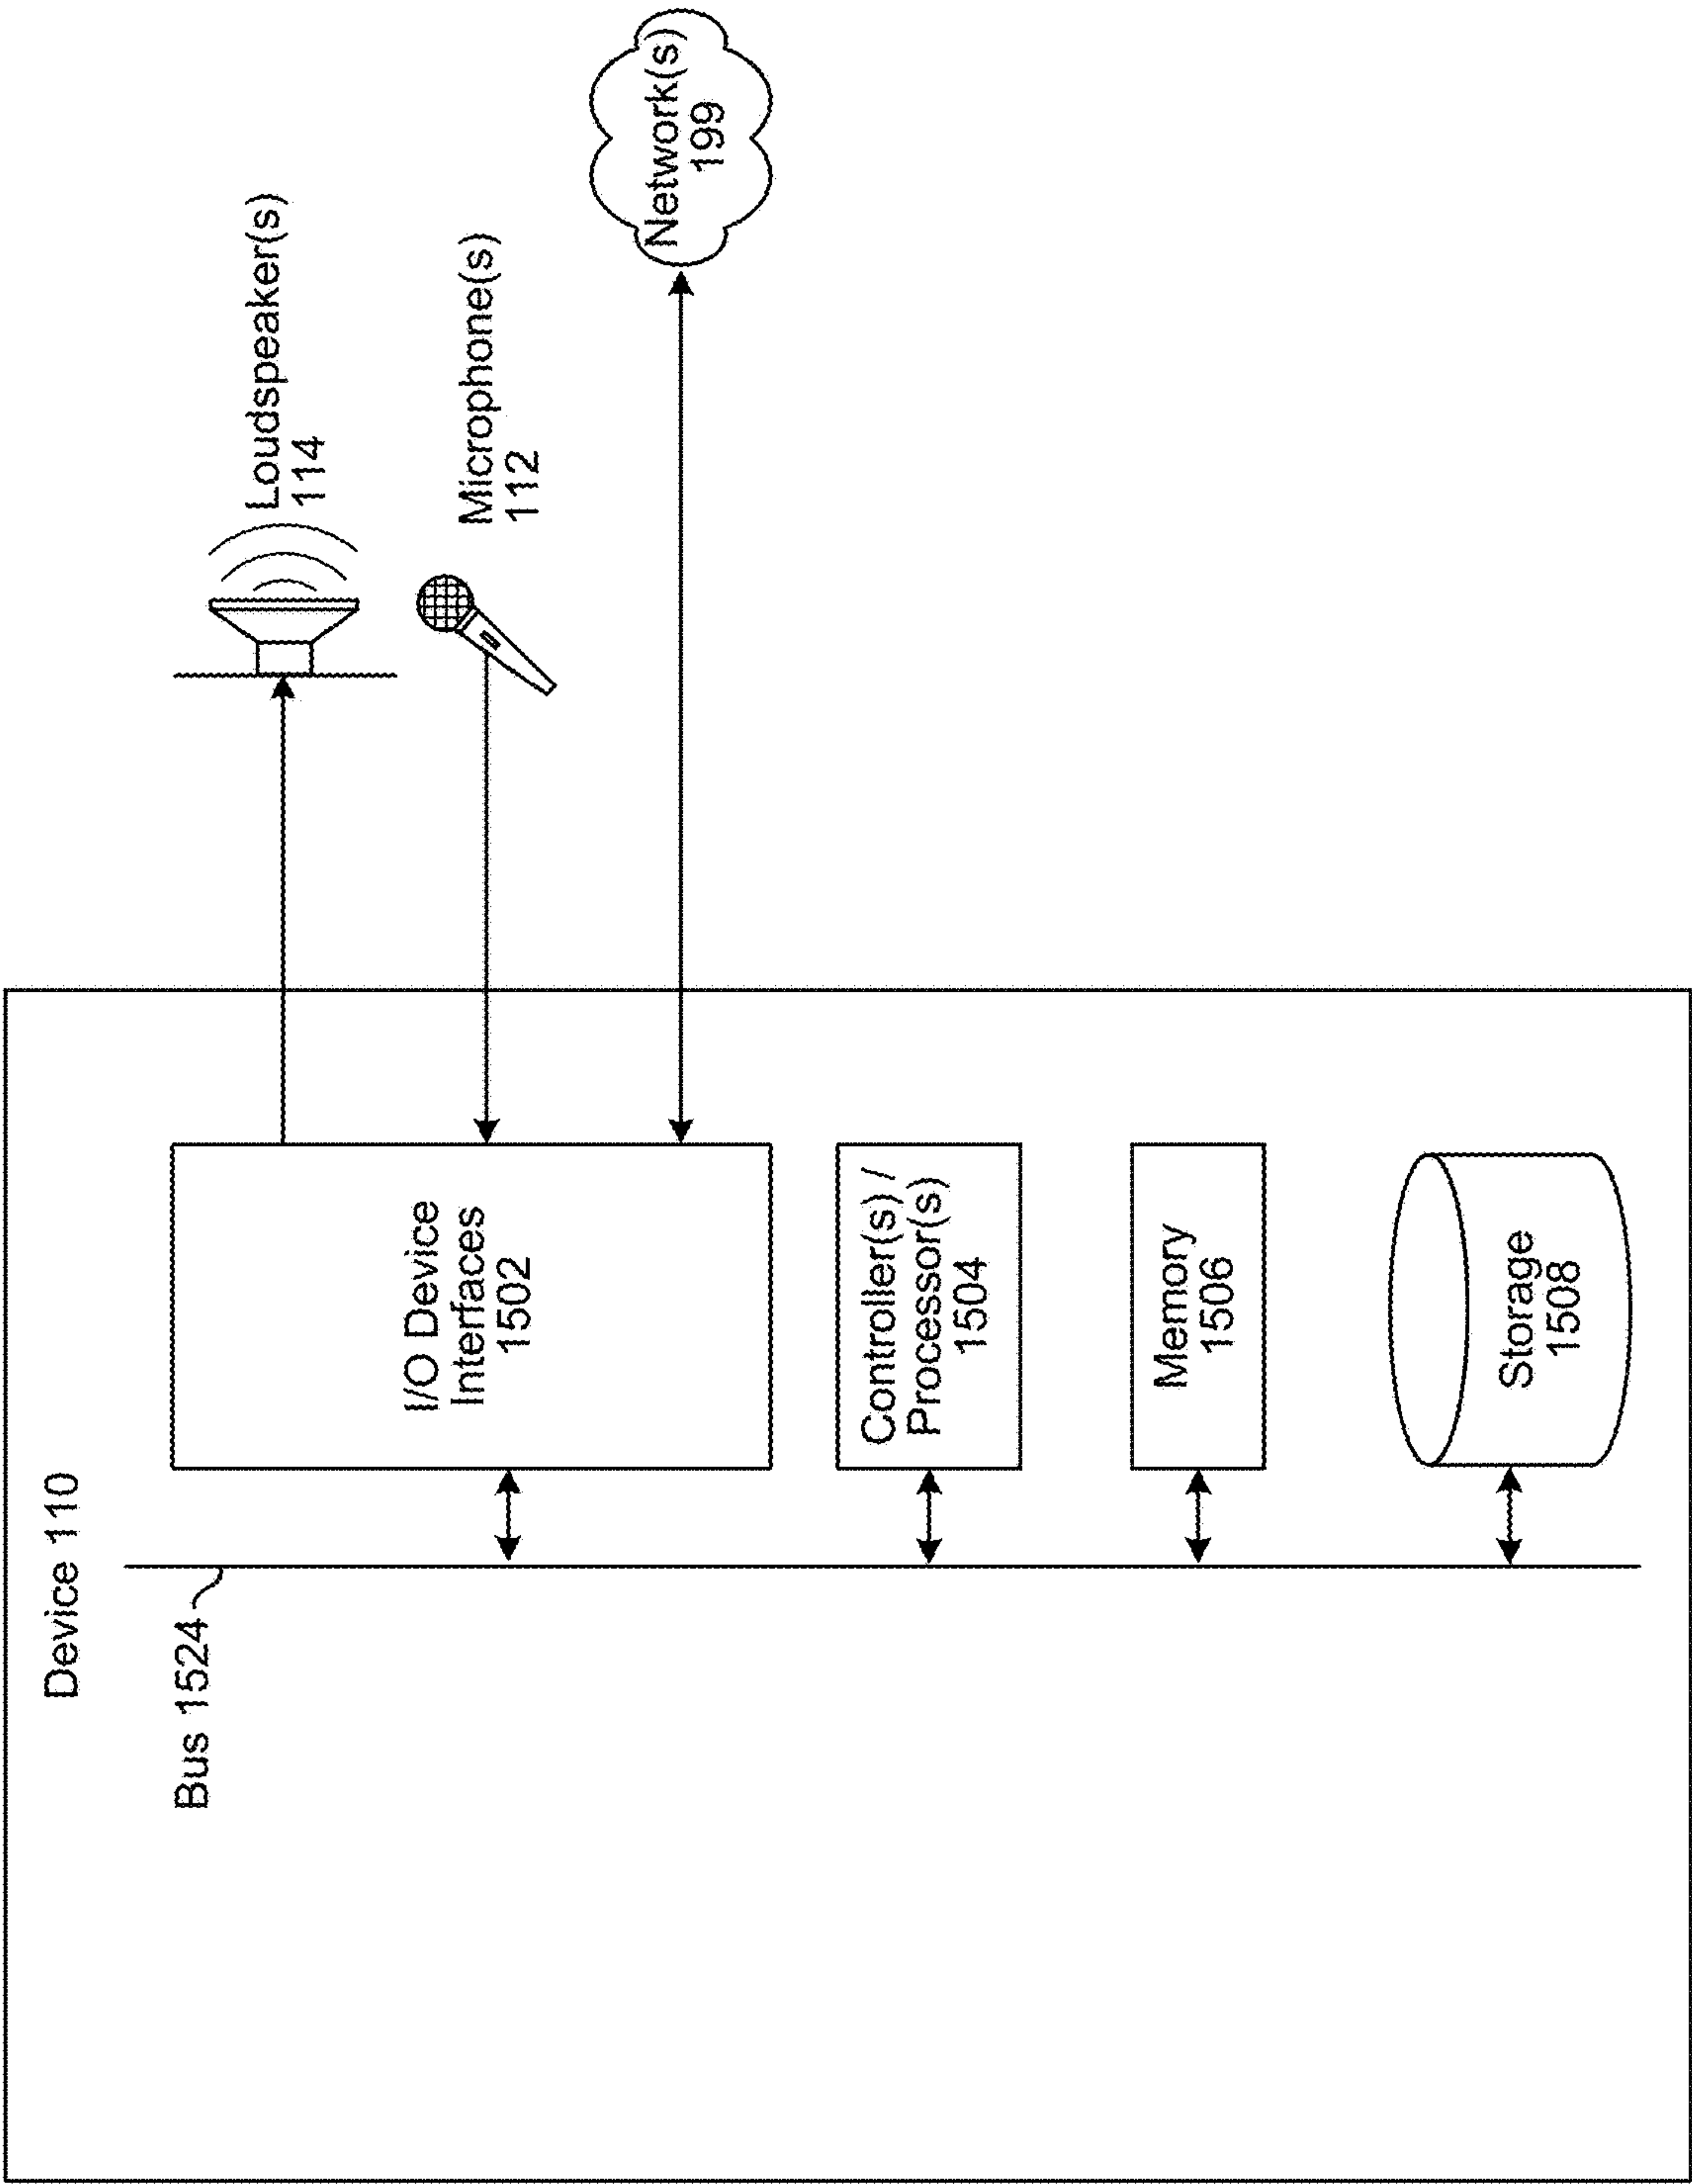 Device 110
Bus 1524
I/O Device
Interfaces
1502
Controller(s) /
Processor(s)
1504
Memory
1506
Storage
1508
Loudspeaker(s)
114
Microphone(s)
112
Network(s)
199